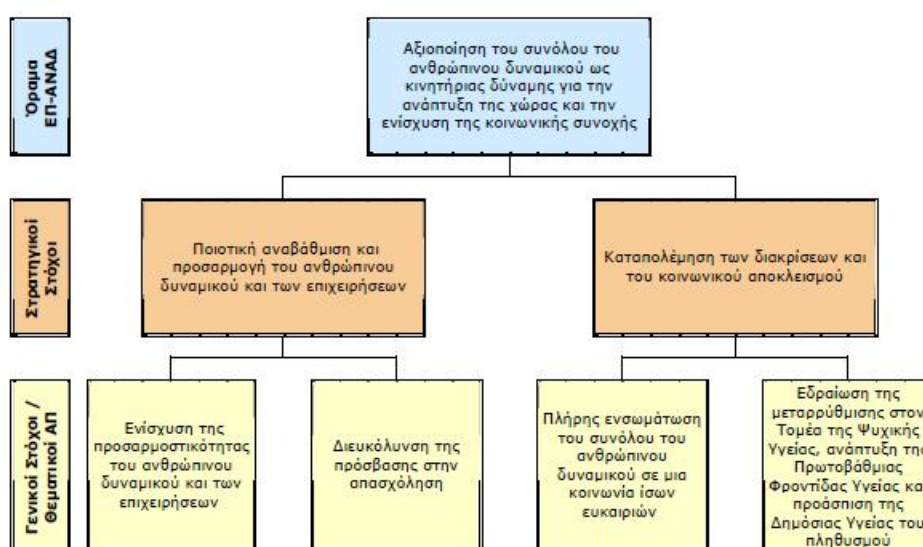 Όραμα
ΕΠ-ΑΝΑΔ
Αξιοποίηση του συνόλου του
ανθρώπινου δυναμικού ως
κινητήριας δύναμης για την
ανάπτυξη της χώρας και την
ενίσχυση της κοινωνικής συνοχής
Στρατηγικοί
Στόχοι
Ποιοτική αναβάθμιση και
προσαρμογή του ανθρώπινου
δυναμικού και των επιχειρήσεων
Καταπολέμηση των διακρίσεων και
του κοινωνικού αποκλεισμού
Γενικοί Στόχοι /
Θεματικοί ΑΠ
Ενίσχυση της
προσαρμοστικότητας
του ανθρώπινου
δυναμικού και των
επιχειρήσεων
Διευκόλυνση της
πρόσβασης στην
απασχόληση
Πλήρης ενσωμάτωση
του συνόλου του
ανθρώπινου
δυναμικού σε μια
κοινωνία ίσων
ευκαιριών
Εδραίωση της
μεταρρύθμισης στον
Τομέα της Ψυχικής
Υγείας, ανάπτυξη της
Πρωτοβάθμιας
Φροντίδας Υγείας και
προάσπιση της
Δημόσιας Υγείας του
πληθυσμού